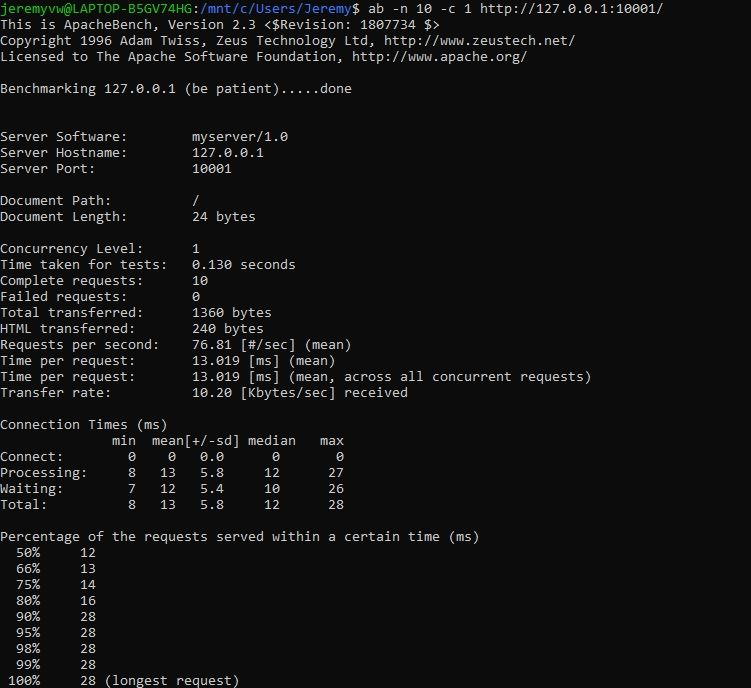 jeremyvw@LAPTOP-B5GV74HG:/mnt/c/Users/Jeremy$ ab -n 10 -c 1 http://127.0.0.1:10001/
This is ApacheBench, Version 2.3 <$Revision: 1807734 $>
Copyright 1996 Adam Twiss, Zeus Technology Ltd, http://www.zeustech.net/
Licensed to The Apache Software Foundation, http://www.apache.org/

Benchmarking 127.0.0.1 (be patient).....done


Server Software:        myserver/1.0
Server Hostname:        127.0.0.1
Server Port:            10001

Document Path:          /
Document Length:        24 bytes

Concurrency Level:      1
Time taken for tests:   0.130 seconds
Complete requests:      10
Failed requests:        0
Total transferred:      1360 bytes
HTML transferred:       240 bytes
Requests per second:    76.81 [#/sec] (mean)
Time per request:       13.019 [ms] (mean)
Time per request:       13.019 [ms] (mean, across all concurrent requests)
Transfer rate:          10.20 [Kbytes/sec] received

Connection Times (ms)
              min  mean[+/-sd] median   max
Connect:        0    0   0.0      0       0
Processing:     8   13   5.8     12      27
Waiting:        7   12   5.4     10      26
Total:          8   13   5.8     12      28

Percentage of the requests served within a certain time (ms)
  50%     12
  66%     13
  75%     14
  80%     16
  90%     28
  95%     28
  98%     28
  99%     28
 100%     28 (longest request)